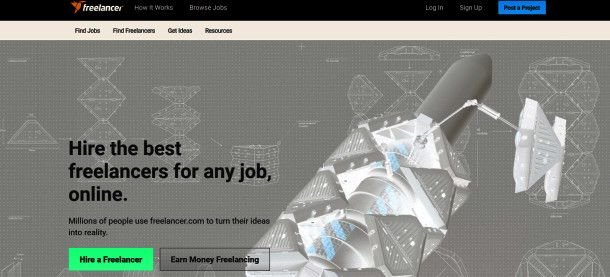 freelancer
How It Works
Browse Jobs
Log In
Sign Up
Post a Project
Find Jobs
Find Freelancers
Get Ideas
Resources
Hire the best
freelancers for any job,
online.
Millions of people use freelancer.com to turn their ideas
into reality.
Hire a Freelancer
Earn Money Freelancing